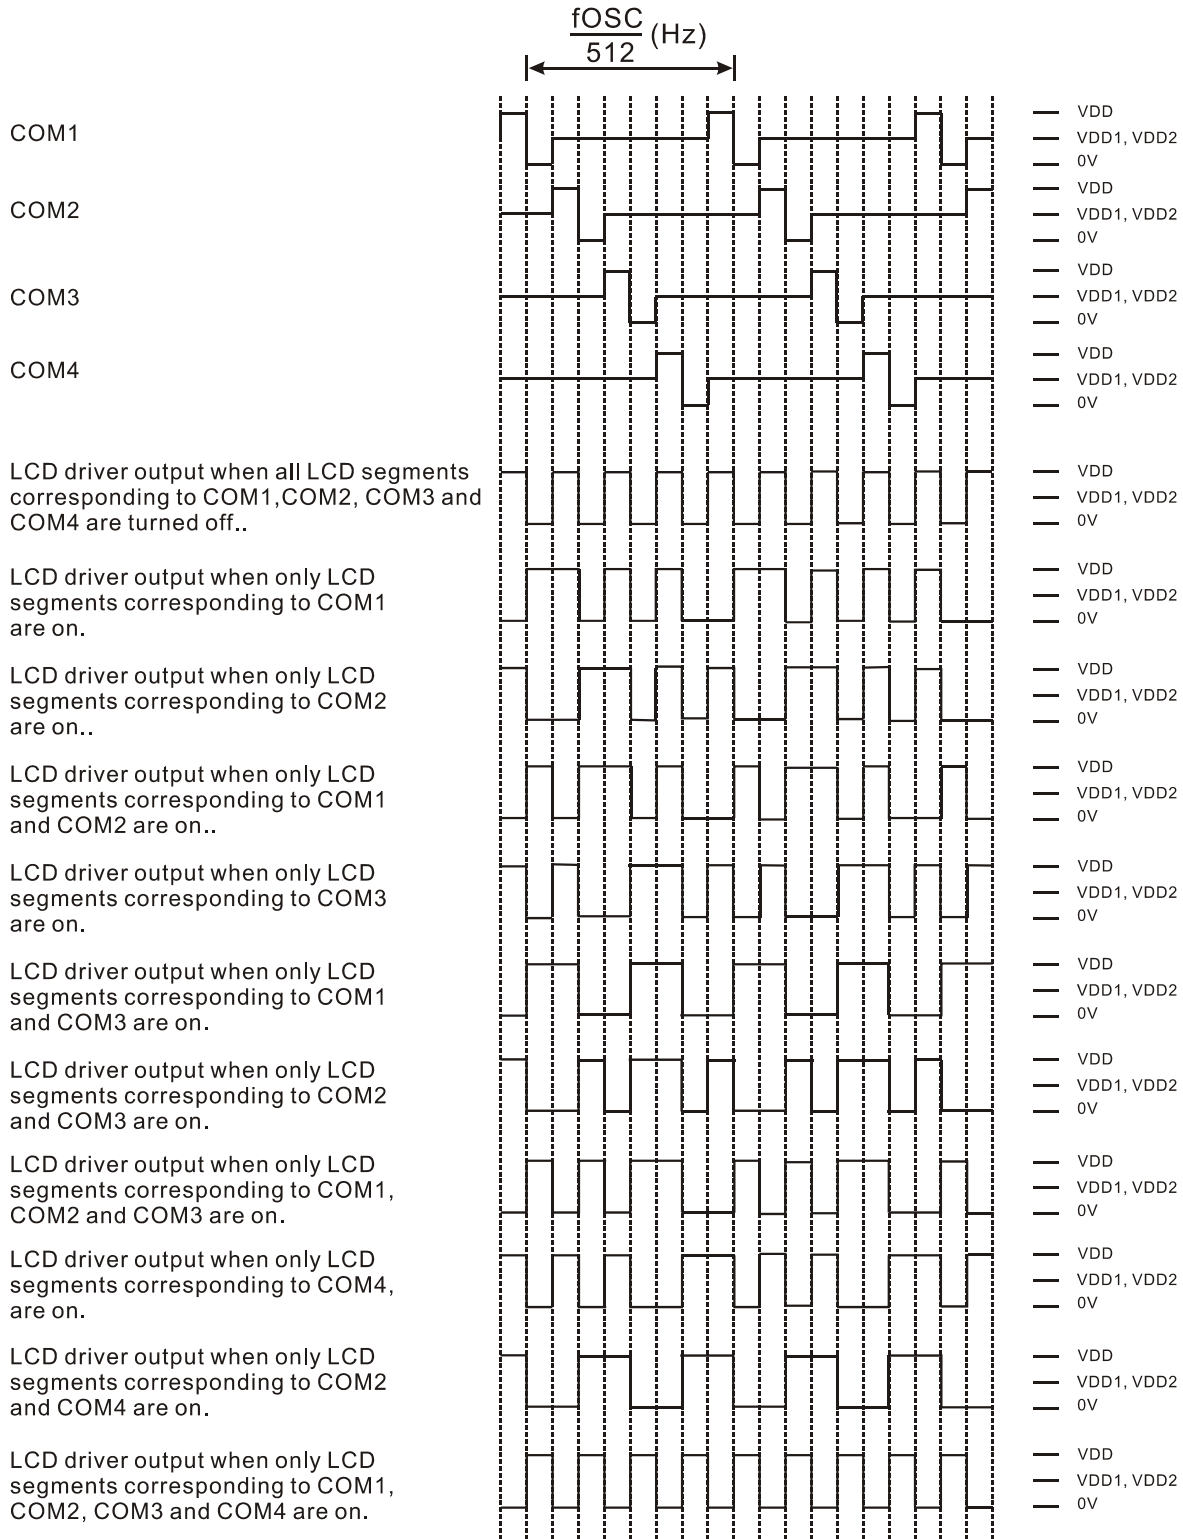 fOSC
512
(Hz)
COM1
VDD
VDD1, VDD2
0V
COM2
VDD
VDD1, VDD2
0V
COM3
VDD
VDD1, VDD2
0V
COM4
VDD
VDD1, VDD2
0V
LCD driver output when all LCD segments
corresponding to COM1,COM2, COM3 and
COM4 are turned off..
VDD
VDD1, VDD2
0V
LCD driver output when only LCD
segments corresponding to COM1
are on.
VDD
VDD1, VDD2
0V
LCD driver output when only LCD
segments corresponding to COM2
are on..
VDD
VDD1, VDD2
0V
LCD driver output when only LCD
segments corresponding to COM1
and COM2 are on..
VDD
VDD1, VDD2
0V
LCD driver output when only LCD
segments corresponding to COM3
are on.
VDD
VDD1, VDD2
0V
LCD driver output when only LCD
segments corresponding to COM1
and COM3 are on.
VDD
VDD1, VDD2
0V
LCD driver output when only LCD
segments corresponding to COM2
and COM3 are on.
VDD
VDD1, VDD2
0V
LCD driver output when only LCD
segments corresponding to COM1,
COM2 and COM3 are on.
VDD
VDD1, VDD2
0V
LCD driver output when only LCD
segments corresponding to COM4,
are on.
VDD
VDD1, VDD2
0V
LCD driver output when only LCD
segments corresponding to COM2
and COM4 are on.
VDD
VDD1, VDD2
0V
LCD driver output when only LCD
segments corresponding to COM1,
COM2, COM3 and COM4 are on.
VDD
VDD1, VDD2
0V